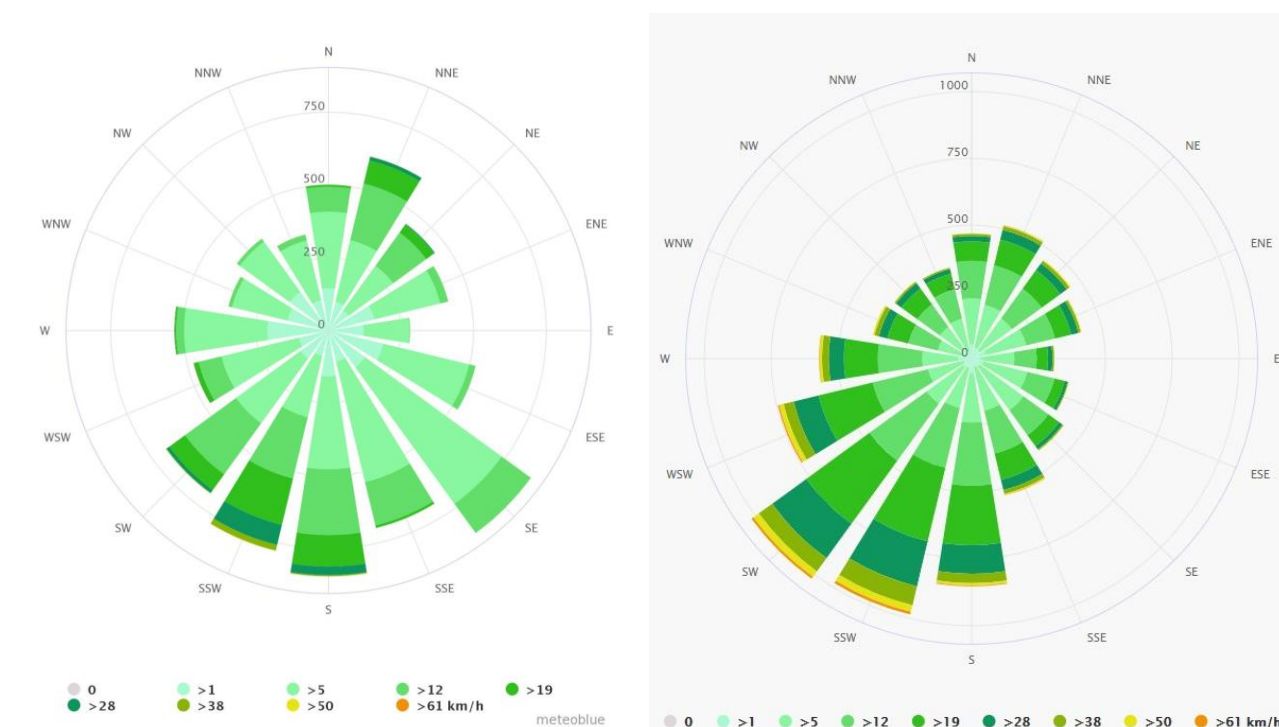 N
NNW
NNE
750
NW
NE
500
WNW
ENE
250
W
0
E
WSW
ESE
SW
SE
SSW
SSE
S
0
>1
>5
>12
>19
>28
>38
>50
>61 km/h
meteoblue
N
NNW
NNE
1000
NW
NE
750
500
WNW
ENE
250
W
0
E
WSW
ESE
SW
SE
SSW
SSE
S
0
>1
>5
>12
>19
>28
>38
>50
>61 km/h